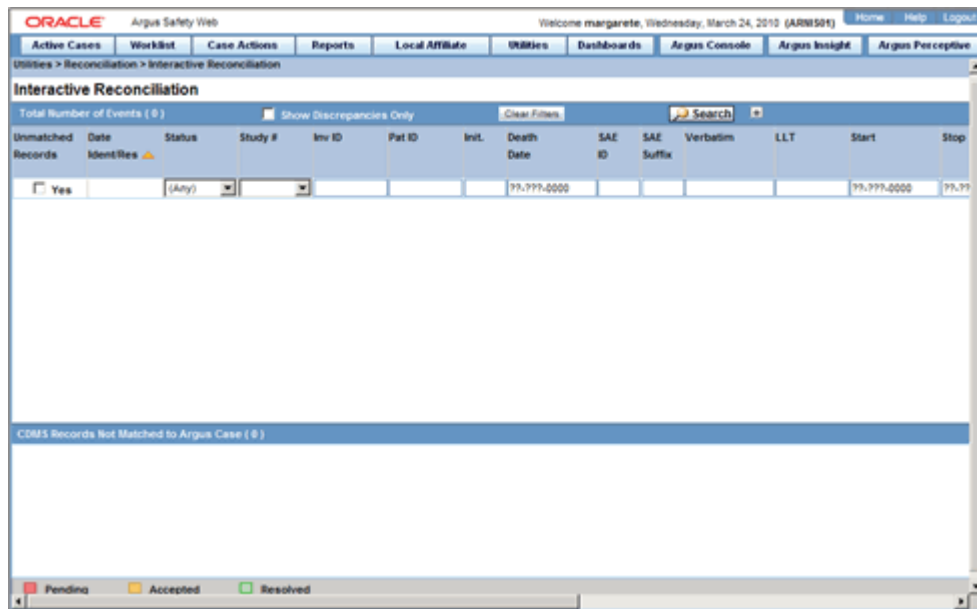 ORACLE Argus Safety Web Welcome margarete, Wednesday, March 24, 2010 (ARMIS01) Home Help Logout
Active Cases Worklist Case Actions Reports Local Affiliate Utilities Dashboards Argus Console Argus Insight Argus Perceptive
Utilities > Reconciliation > Interactive Reconciliation
Interactive Reconciliation
Total Number of Events ( 0 ) Show Discrepancies Only Clear Filters Search +
Unmatched Date Status Study # Inv ID Pat ID Init. Death SAE SAE Verbatim LLT Start Stop
Records Ident/Res Date ID Suffix
Yes (Any) ??-???-0000 ??-???-0000 ??-??
CDMS Records Not Matched to Argus Case ( 0 )
Pending Accepted Resolved